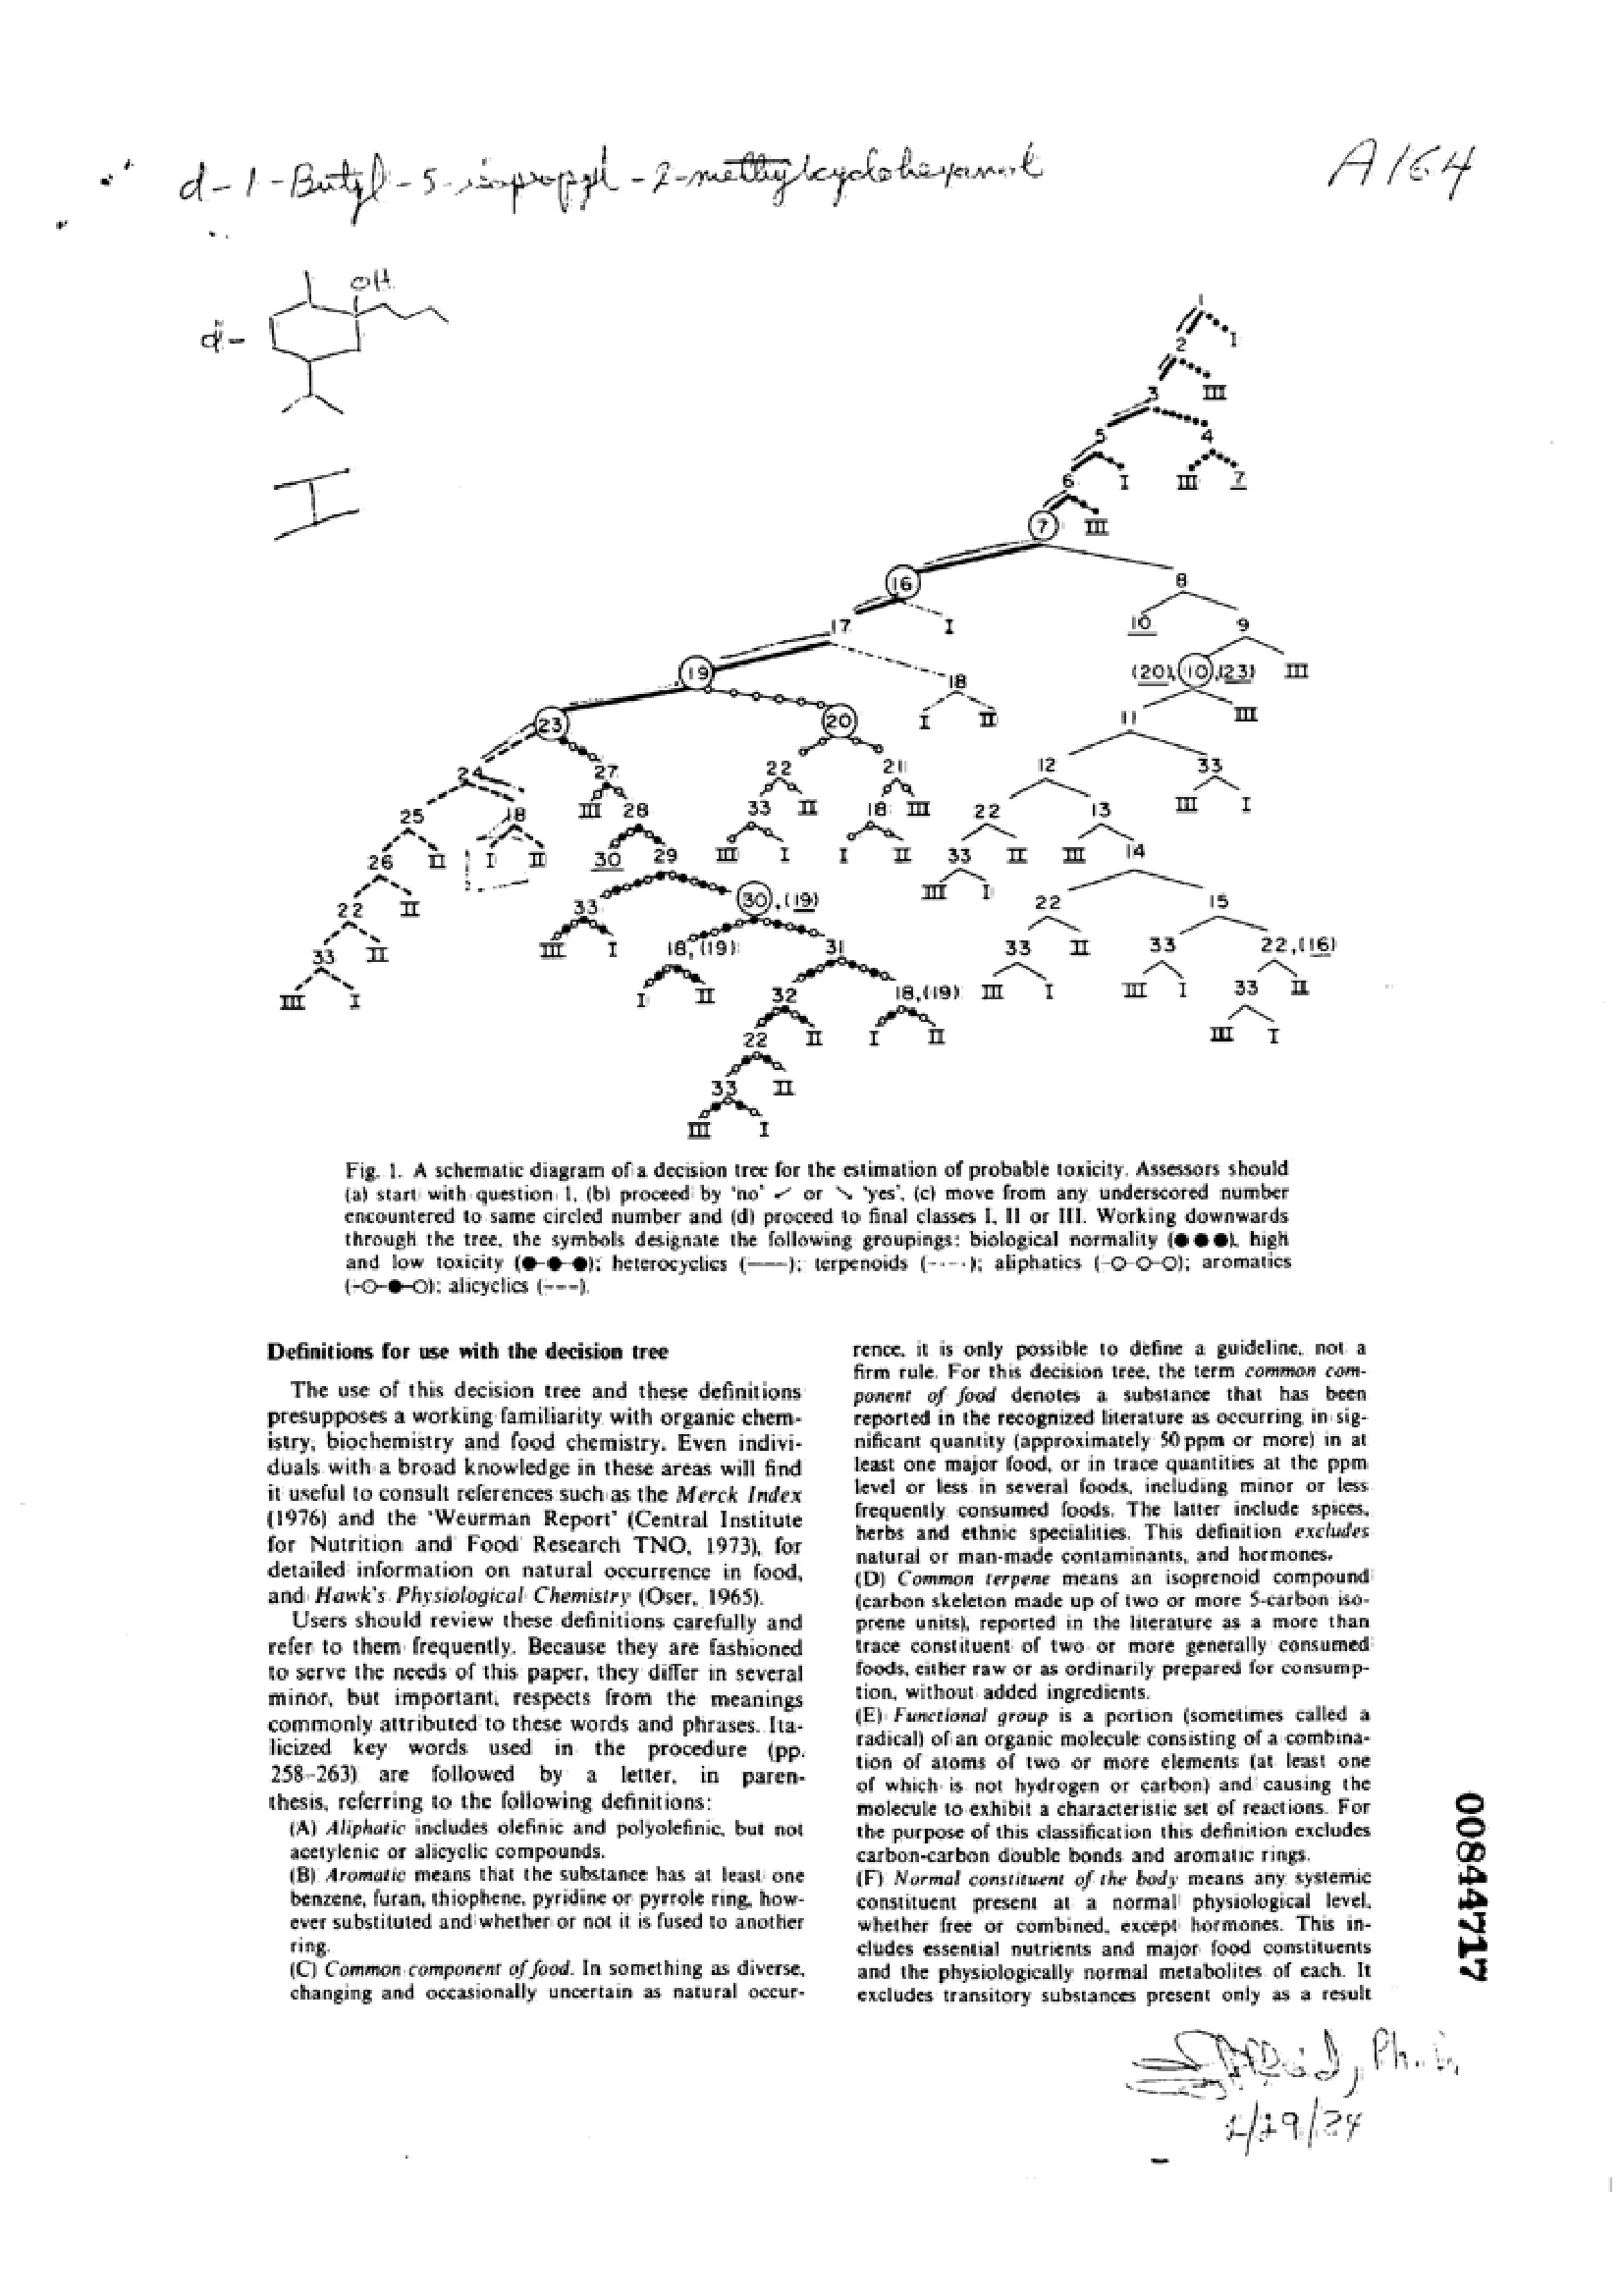 d-1-Butyl-5-isopropyl-2-methylcyclohexanol
A164
OH
d-
I
1
2 I
3 III
5 4
6 I III 7
7 III
16 8
17 I 10 9
19 18 (20),10,(23) III
23 20 I II 11 III
24 27 22 21 12 33
25 18 III 28 33 II 18 III 22 13 III I
26 II I II 30 29 III I I II 33 II III 14
22 II 33 30,(19) III I 22 15
33 II III I 18,(19) 31 33 II 33 22,(16)
III I I II 32 18,(19) III I III I 33 II
22 II I II III I
33 II
III I
Fig. 1. A schematic diagram of a decision tree for the estimation of probable toxicity. Assessors should
(a) start with question 1, (b) proceed by 'no' ↙ or ↘ 'yes', (c) move from any underscored number
encountered to same circled number and (d) proceed to final classes I, II or III. Working downwards
through the tree, the symbols designate the following groupings: biological normality (●●●), high
and low toxicity (●-●-●); heterocyclics (——); terpenoids (-·-·-); aliphatics (-○-○-○); aromatics
(-○-●-○); alicyclics (---).
Definitions for use with the decision tree
The use of this decision tree and these definitions
presupposes a working familiarity with organic chem-
istry, biochemistry and food chemistry. Even indivi-
duals with a broad knowledge in these areas will find
it useful to consult references such as the Merck Index
(1976) and the 'Weurman Report' (Central Institute
for Nutrition and Food Research TNO, 1973), for
detailed information on natural occurrence in food,
and Hawk's Physiological Chemistry (Oser, 1965).
Users should review these definitions carefully and
refer to them frequently. Because they are fashioned
to serve the needs of this paper, they differ in several
minor, but important, respects from the meanings
commonly attributed to these words and phrases. Ita-
licized key words used in the procedure (pp.
258-263) are followed by a letter, in paren-
thesis, referring to the following definitions:
(A) Aliphatic includes olefinic and polyolefinic, but not
acetylenic or alicyclic compounds.
(B) Aromatic means that the substance has at least one
benzene, furan, thiophene, pyridine or pyrrole ring, how-
ever substituted and whether or not it is fused to another
ring.
(C) Common component of food. In something as diverse,
changing and occasionally uncertain as natural occur-
rence, it is only possible to define a guideline, not a
firm rule. For this decision tree, the term common com-
ponent of food denotes a substance that has been
reported in the recognized literature as occurring in sig-
nificant quantity (approximately 50 ppm or more) in at
least one major food, or in trace quantities at the ppm
level or less in several foods, including minor or less
frequently consumed foods. The latter include spices,
herbs and ethnic specialities. This definition excludes
natural or man-made contaminants, and hormones.
(D) Common terpene means an isoprenoid compound
(carbon skeleton made up of two or more 5-carbon iso-
prene units), reported in the literature as a more than
trace constituent of two or more generally consumed
foods, either raw or as ordinarily prepared for consump-
tion, without added ingredients.
(E) Functional group is a portion (sometimes called a
radical) of an organic molecule consisting of a combina-
tion of atoms of two or more elements (at least one
of which is not hydrogen or carbon) and causing the
molecule to exhibit a characteristic set of reactions. For
the purpose of this classification this definition excludes
carbon-carbon double bonds and aromatic rings.
(F) Normal constituent of the body means any systemic
constituent present at a normal physiological level,
whether free or combined, except hormones. This in-
cludes essential nutrients and major food constituents
and the physiologically normal metabolites of each. It
excludes transitory substances present only as a result
00844717
Ph.D.